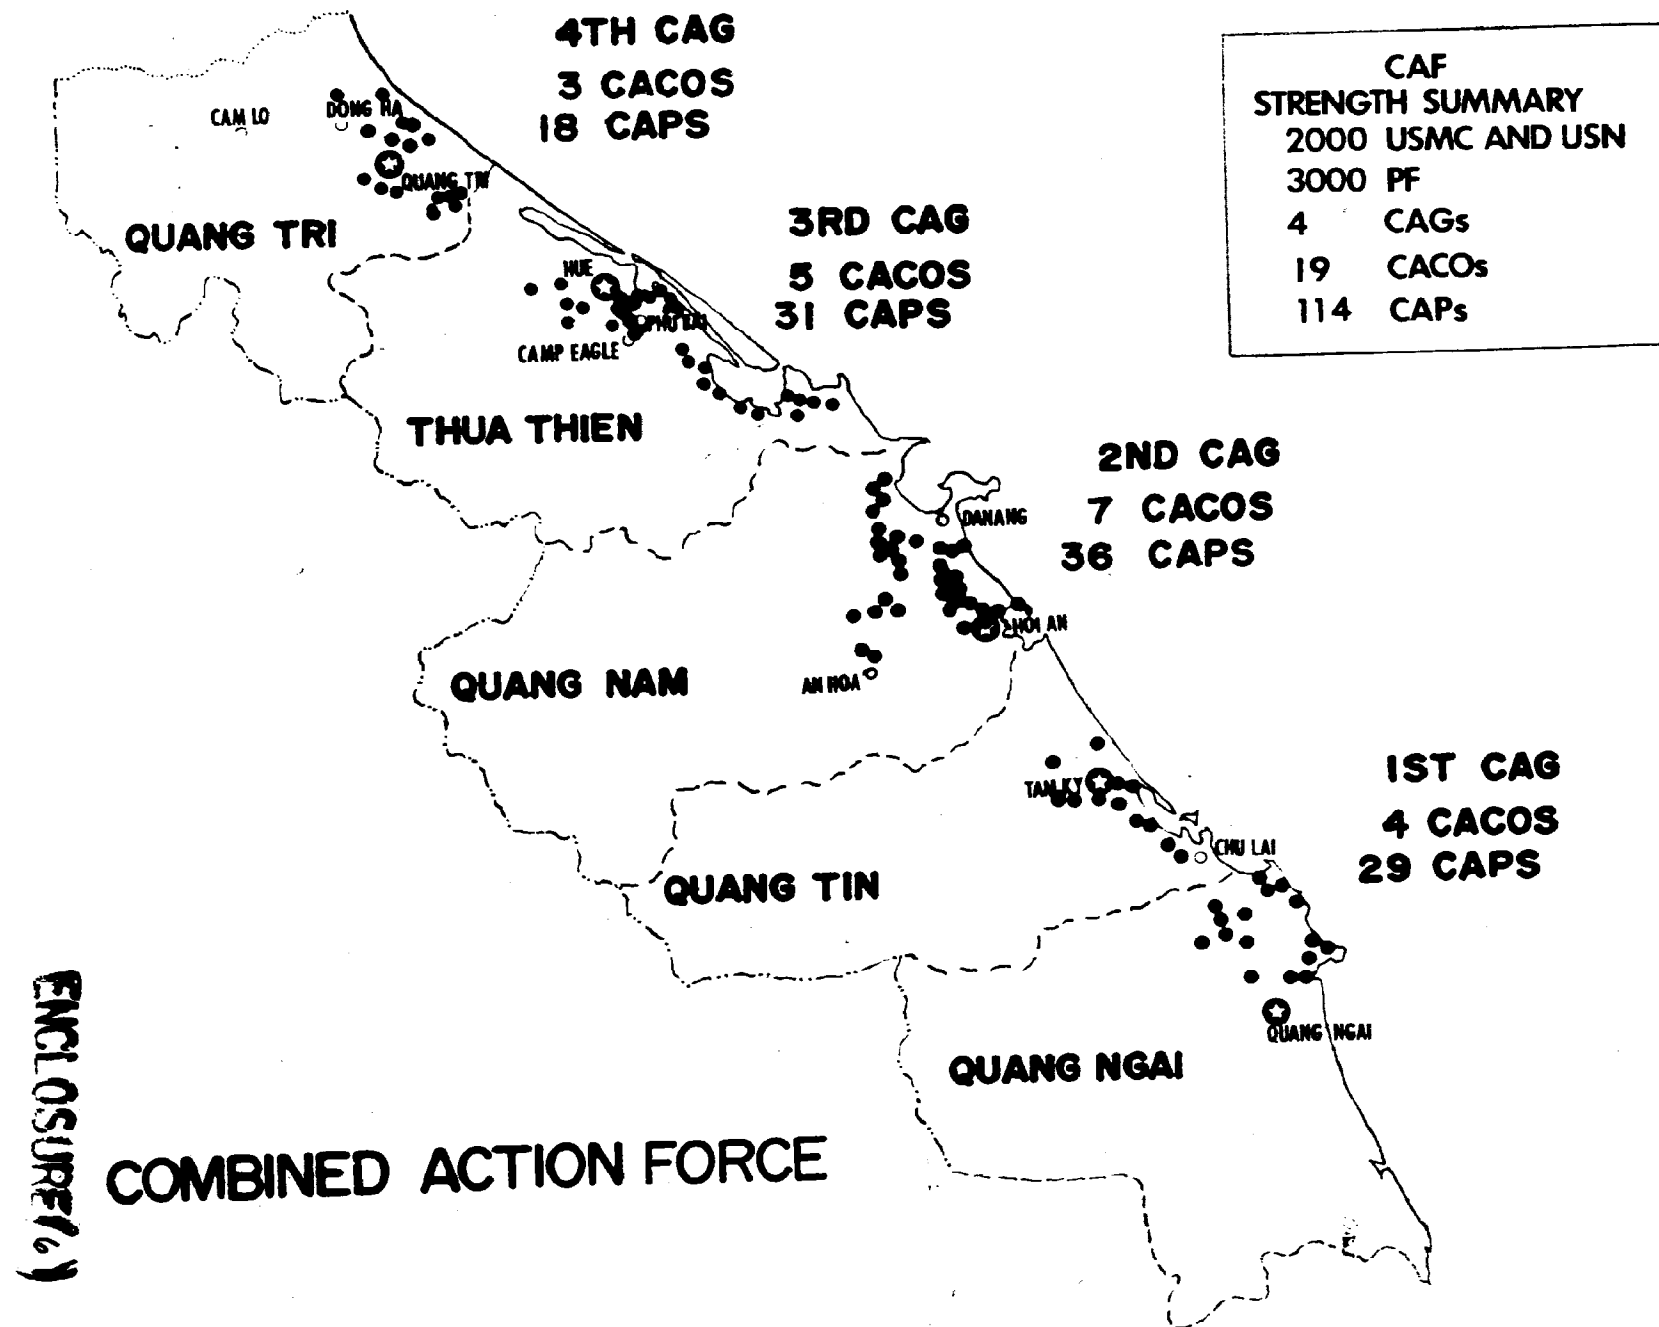 4TH CAG
3 CACOS
18 CAPS
CAF
STRENGTH SUMMARY
2000 USMC AND USN
3000 PF
4 CAGs
19 CACOs
114 CAPs
CAM LO
DONG HA
QUANG TRI
QUANG TRI
3RD CAG
5 CACOS
31 CAPS
HUE
PHU BAI
CAMP EAGLE
THUA THIEN
2ND CAG
7 CACOS
36 CAPS
DANANG
HOI AN
QUANG NAM
AN HOA
1ST CAG
4 CACOS
29 CAPS
TAM KY
CHU LAI
QUANG TIN
QUANG NGAI
QUANG NGAI
COMBINED ACTION FORCE
ENCLOSURE (6)